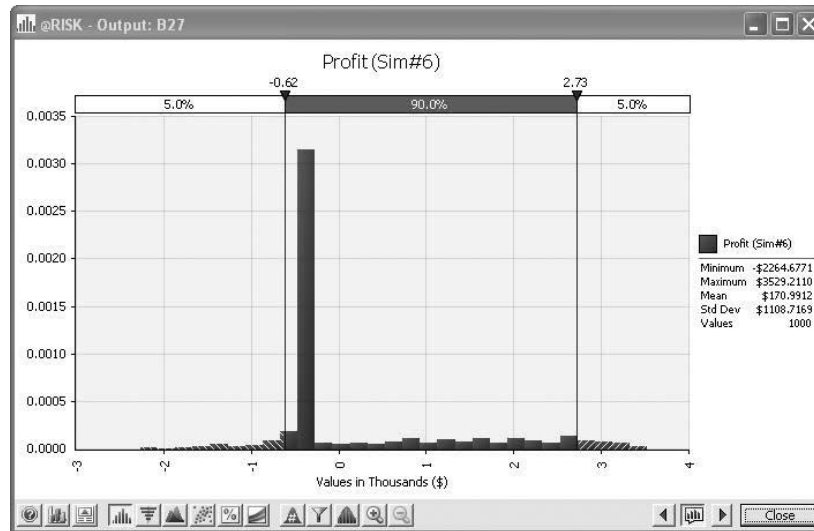 @RISK - Output: B27
Profit (Sim#6)
-0.62 2.73
5.0% 90.0% 5.0%
0.0035
0.0030
0.0025
0.0020
0.0015
0.0010
0.0005
0.0000
-3 -2 -1 0 1 2 3 4
Values in Thousands ($)
Profit (Sim#6)
Minimum -$2264.6771
Maximum $3529.2110
Mean $170.9912
Std Dev $1108.7169
Values 1000
%
Close